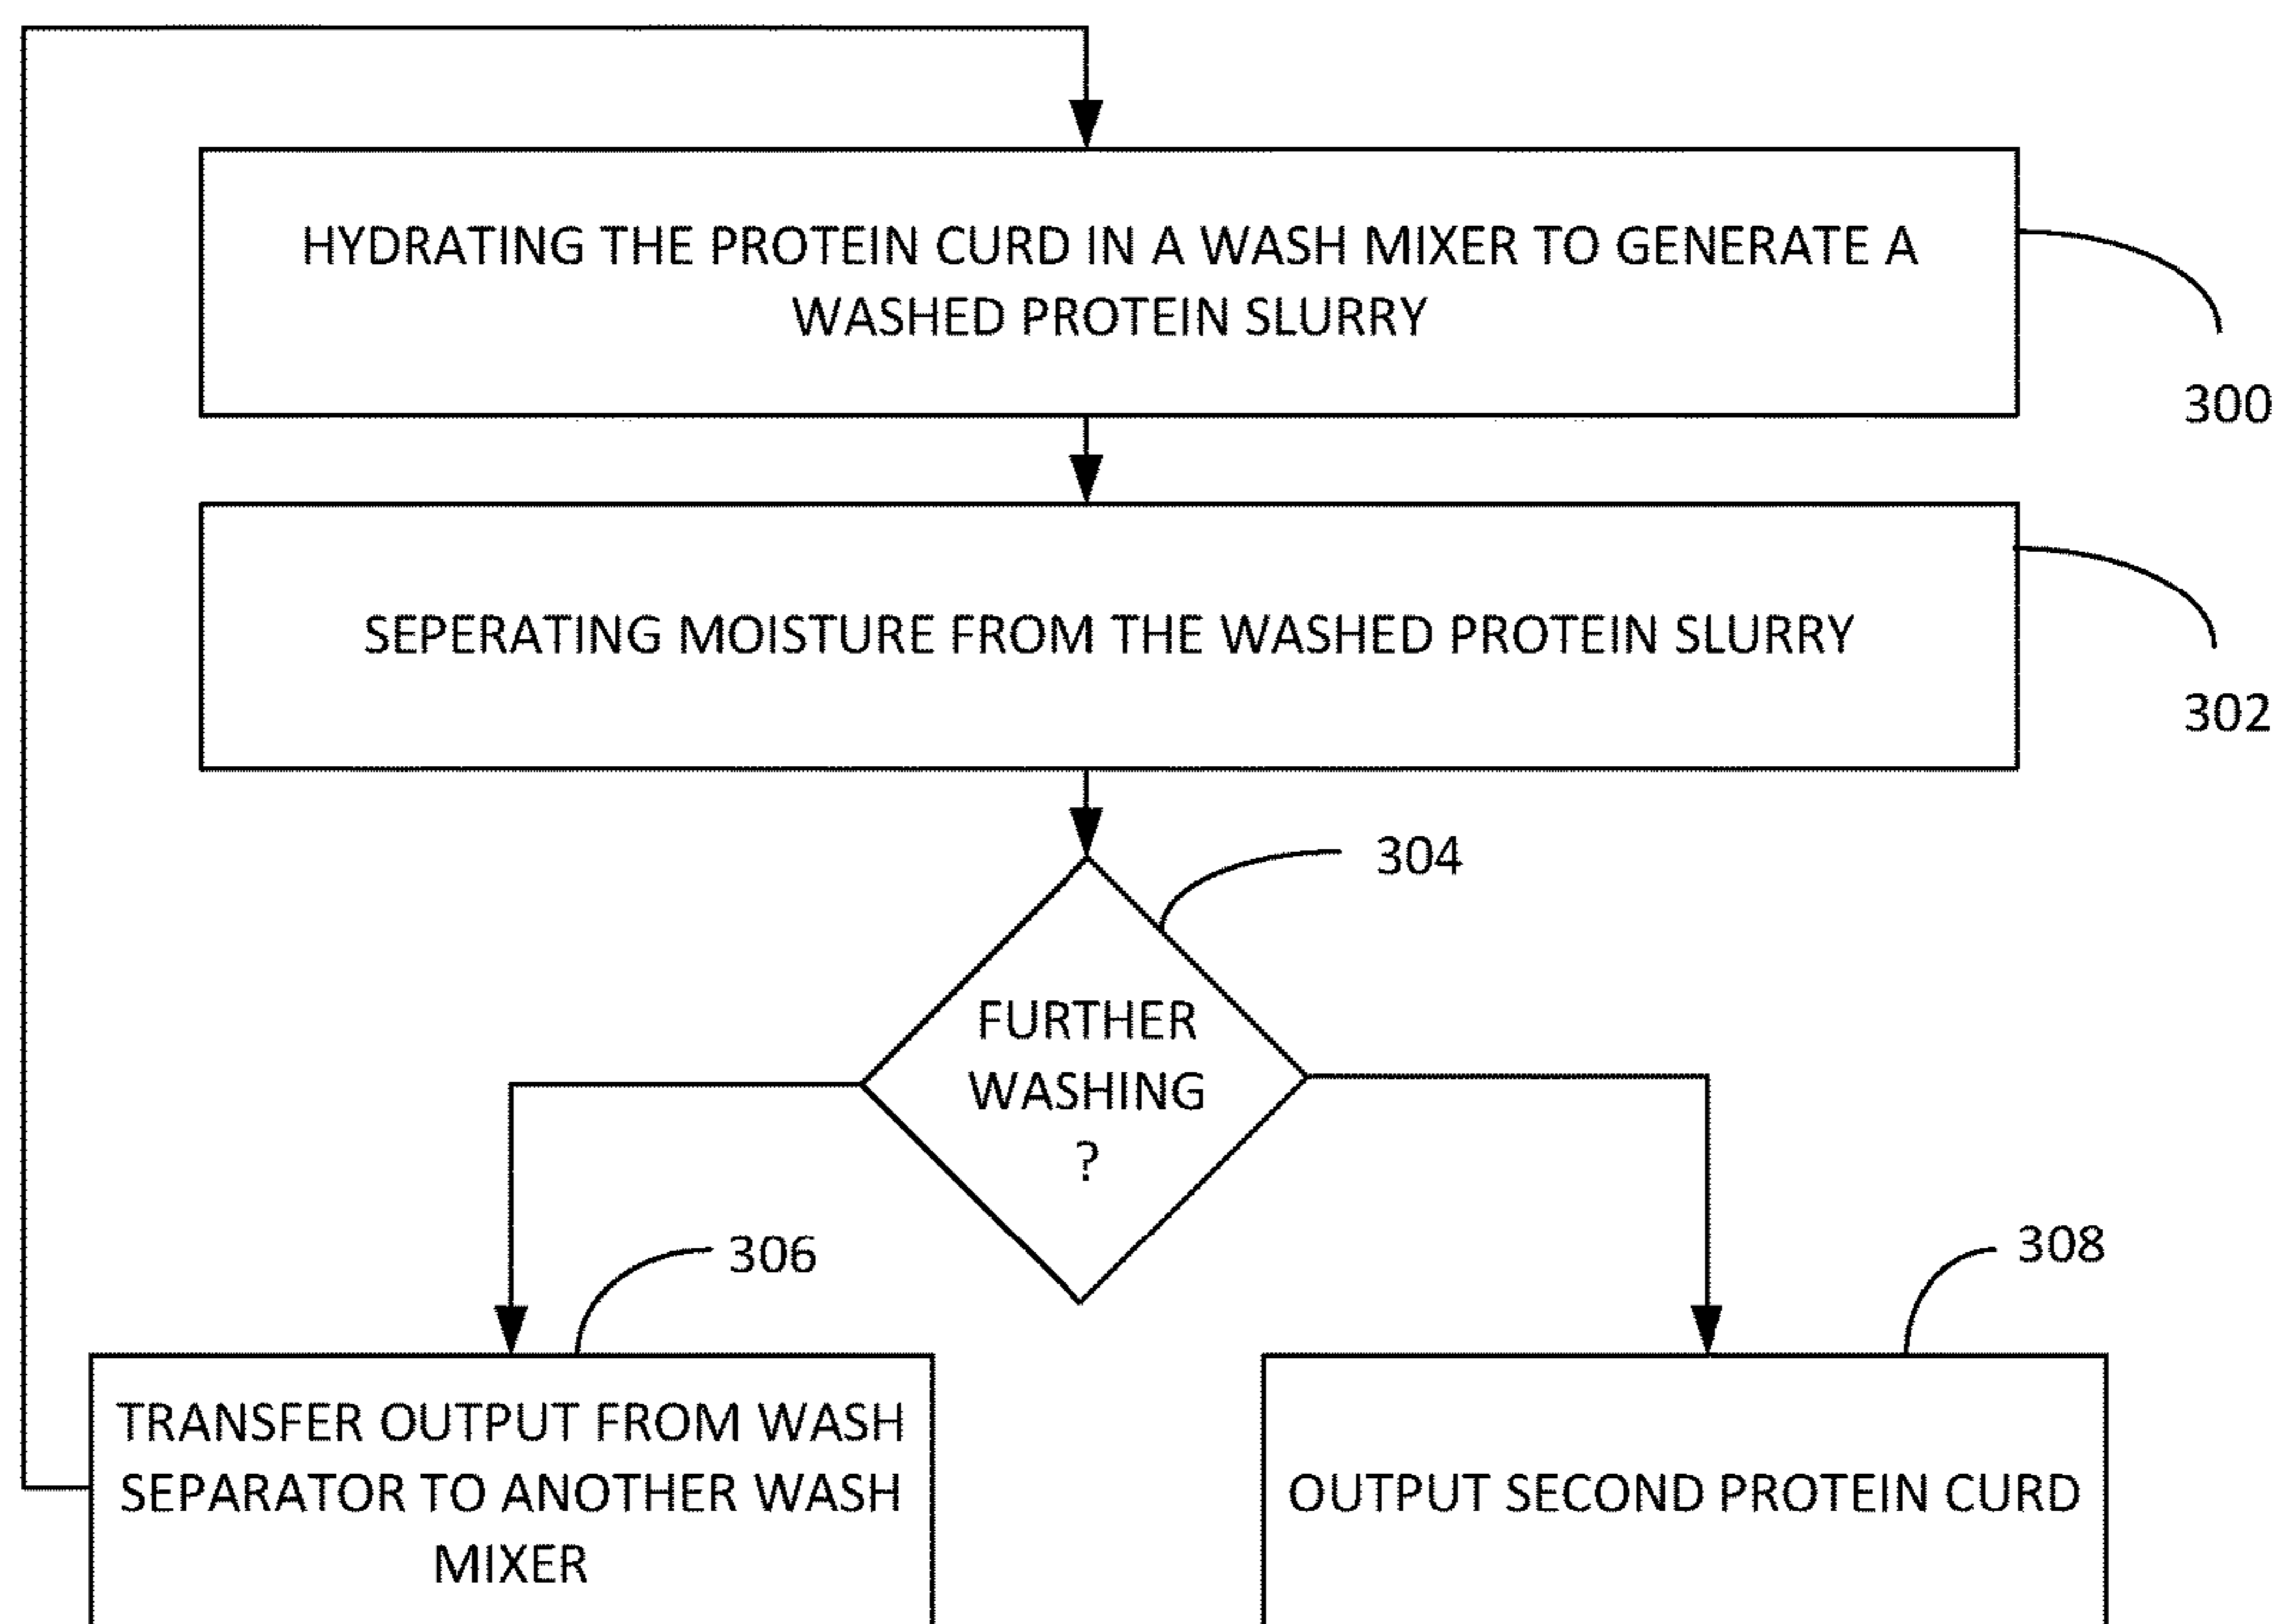 HYDRATING THE PROTEIN CURD IN A WASH MIXER TO GENERATE A
WASHED PROTEIN SLURRY
300
SEPERATING MOISTURE FROM THE WASHED PROTEIN SLURRY
302
304
FURTHER
WASHING
?
306
308
TRANSFER OUTPUT FROM WASH
SEPARATOR TO ANOTHER WASH
MIXER
OUTPUT SECOND PROTEIN CURD